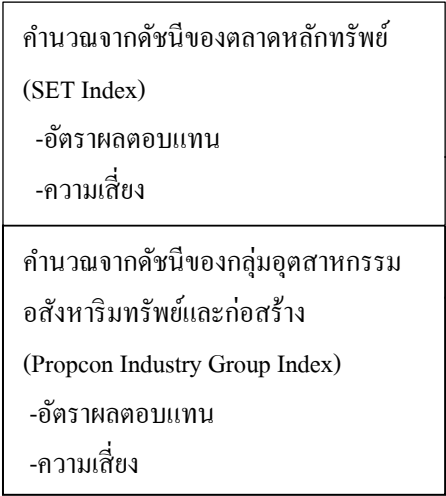 คำนวณจากดัชนีของตลาดหลักทรัพย์
(SET Index)
-อัตราผลตอบแทน
-ความเสี่ยง
คำนวณจากดัชนีของกลุ่มอุตสาหกรรม
อสังหาริมทรัพย์และก่อสร้าง
(Propcon Industry Group Index)
-อัตราผลตอบแทน
-ความเสี่ยง